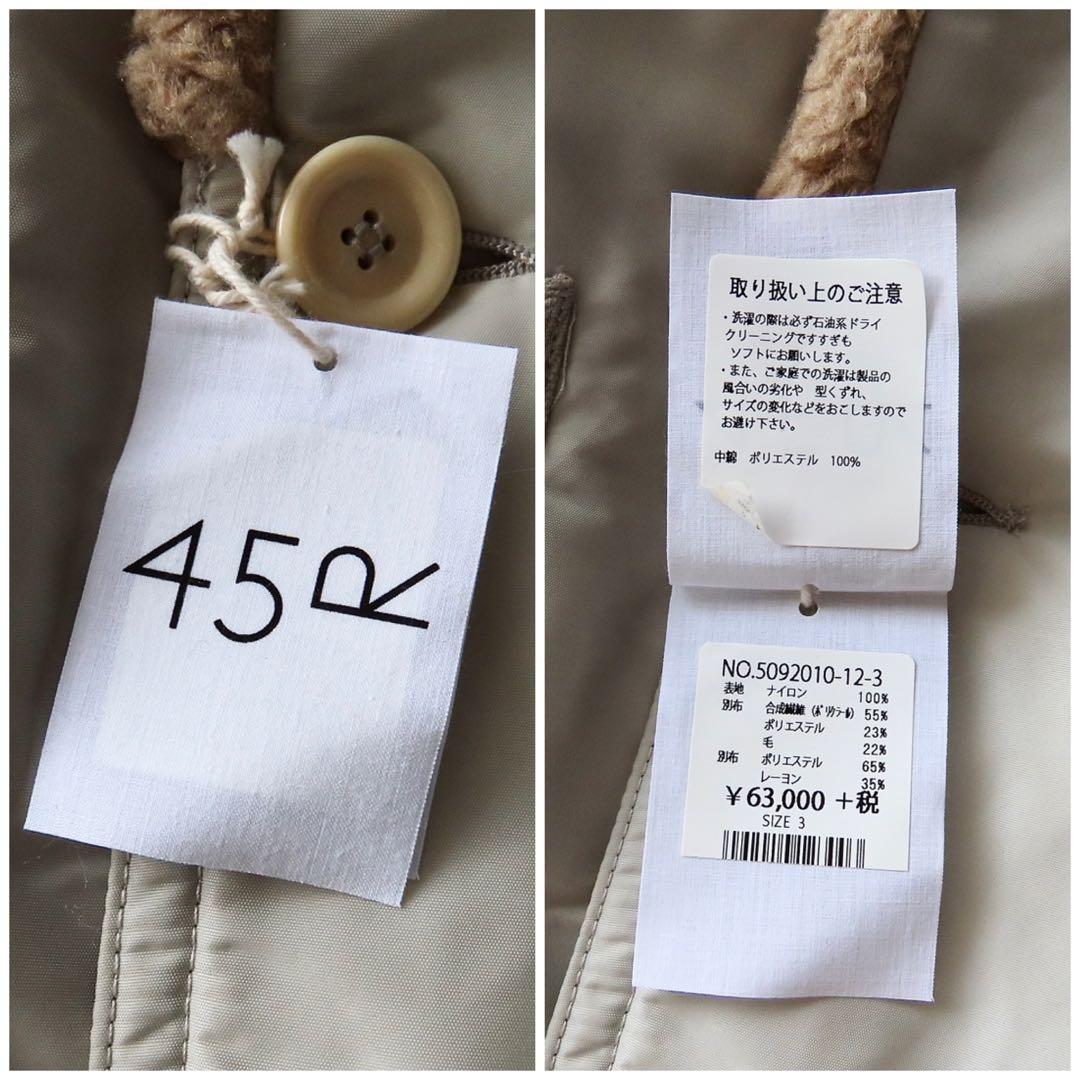 45R
取り扱い上のご注意
・洗濯の際は必ず石油系ドライ
クリーニングですすぎも
ソフトにお願いします。
・また、ご家庭での洗濯は製品の
風合いの劣化や 型くずれ、
サイズの変化などをおこしますので
お避け下さい。
中綿 ポリエステル 100%
NO.5092010-12-3
表地 ナイロン 100%
別布 合成繊維 (ﾎﾟﾘｸﾗｰﾙ) 55%
ポリエステル 23%
毛 22%
別布 ポリエステル 65%
レーヨン 35%
¥63,000 +税
SIZE 3